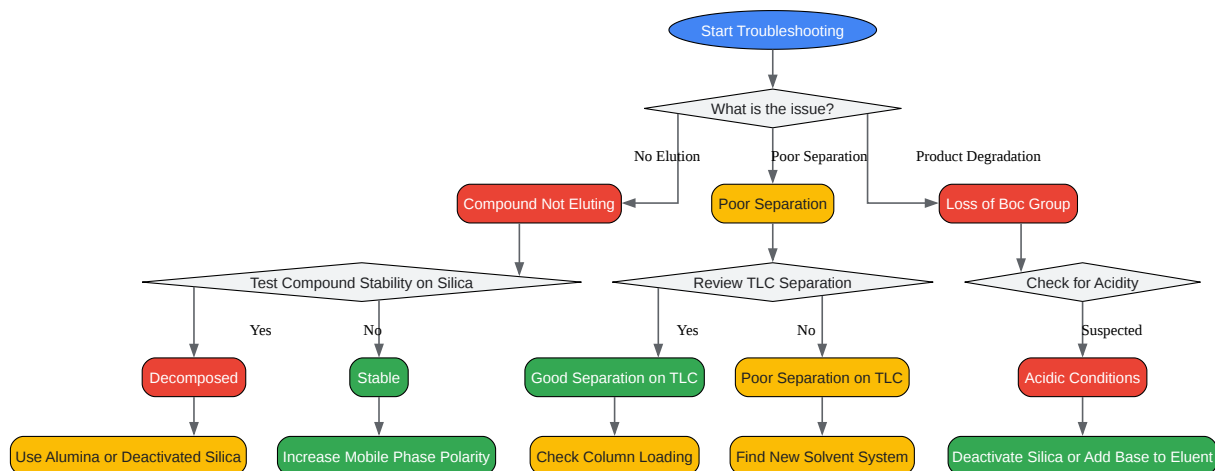 Start Troubleshooting
What is the issue?
No Elution
Poor Separation
Product Degradation
Compound Not Eluting
Poor Separation
Loss of Boc Group
Test Compound Stability on Silica
Review TLC Separation
Check for Acidity
Yes
No
Yes
No
Suspected
Decomposed
Stable
Good Separation on TLC
Poor Separation on TLC
Acidic Conditions
Use Alumina or Deactivated Silica
Increase Mobile Phase Polarity
Check Column Loading
Find New Solvent System
Deactivate Silica or Add Base to Eluent